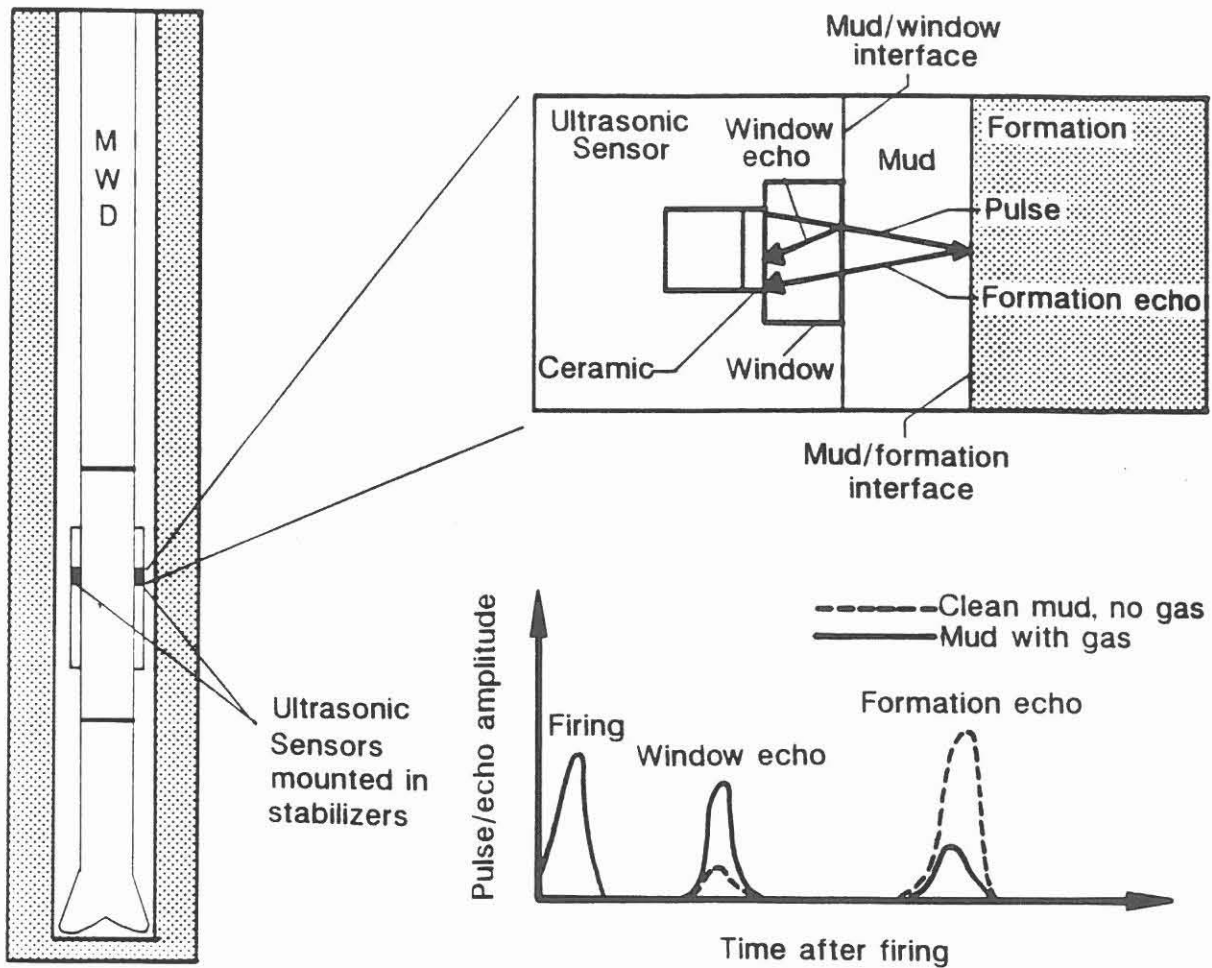 M
W
D
Ultrasonic
Sensors
mounted in
stabilizers
Mud/window
interface
Ultrasonic
Sensor
Window
echo
Mud
Formation
Pulse
Formation echo
Ceramic
Window
Mud/formation
interface
Pulse/echo amplitude
Clean mud, no gas
Mud with gas
Firing
Window echo
Formation echo
Time after firing